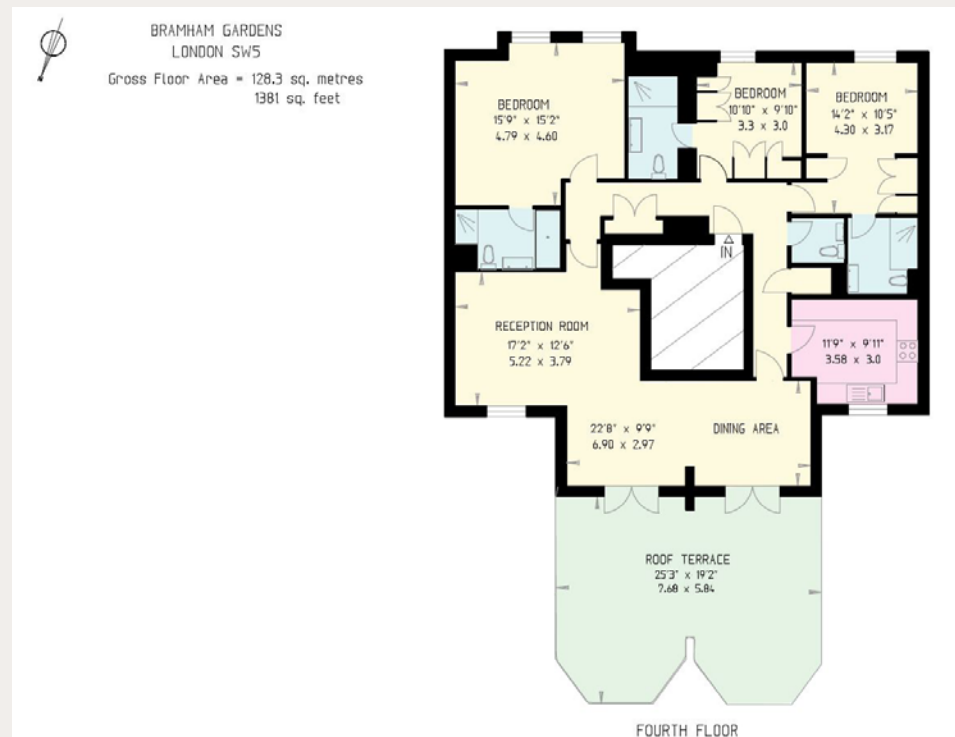 BRAMHAM GARDENS
LONDON SW5
Gross Floor Area = 128.3 sq. metres
1381 sq. feet
BEDROOM
15'9" x 15'2"
4.79 x 4.60
BEDROOM
10'10" x 9'10"
3.3 x 3.0
BEDROOM
14'2" x 10'5"
4.30 x 3.17
IN
RECEPTION ROOM
17'2" x 12'6"
5.22 x 3.79
11'9" x 9'11"
3.58 x 3.0
22'8" x 9'9"
6.90 x 2.97
DINING AREA
ROOF TERRACE
25'3" x 19'2"
7.68 x 5.84
FOURTH FLOOR